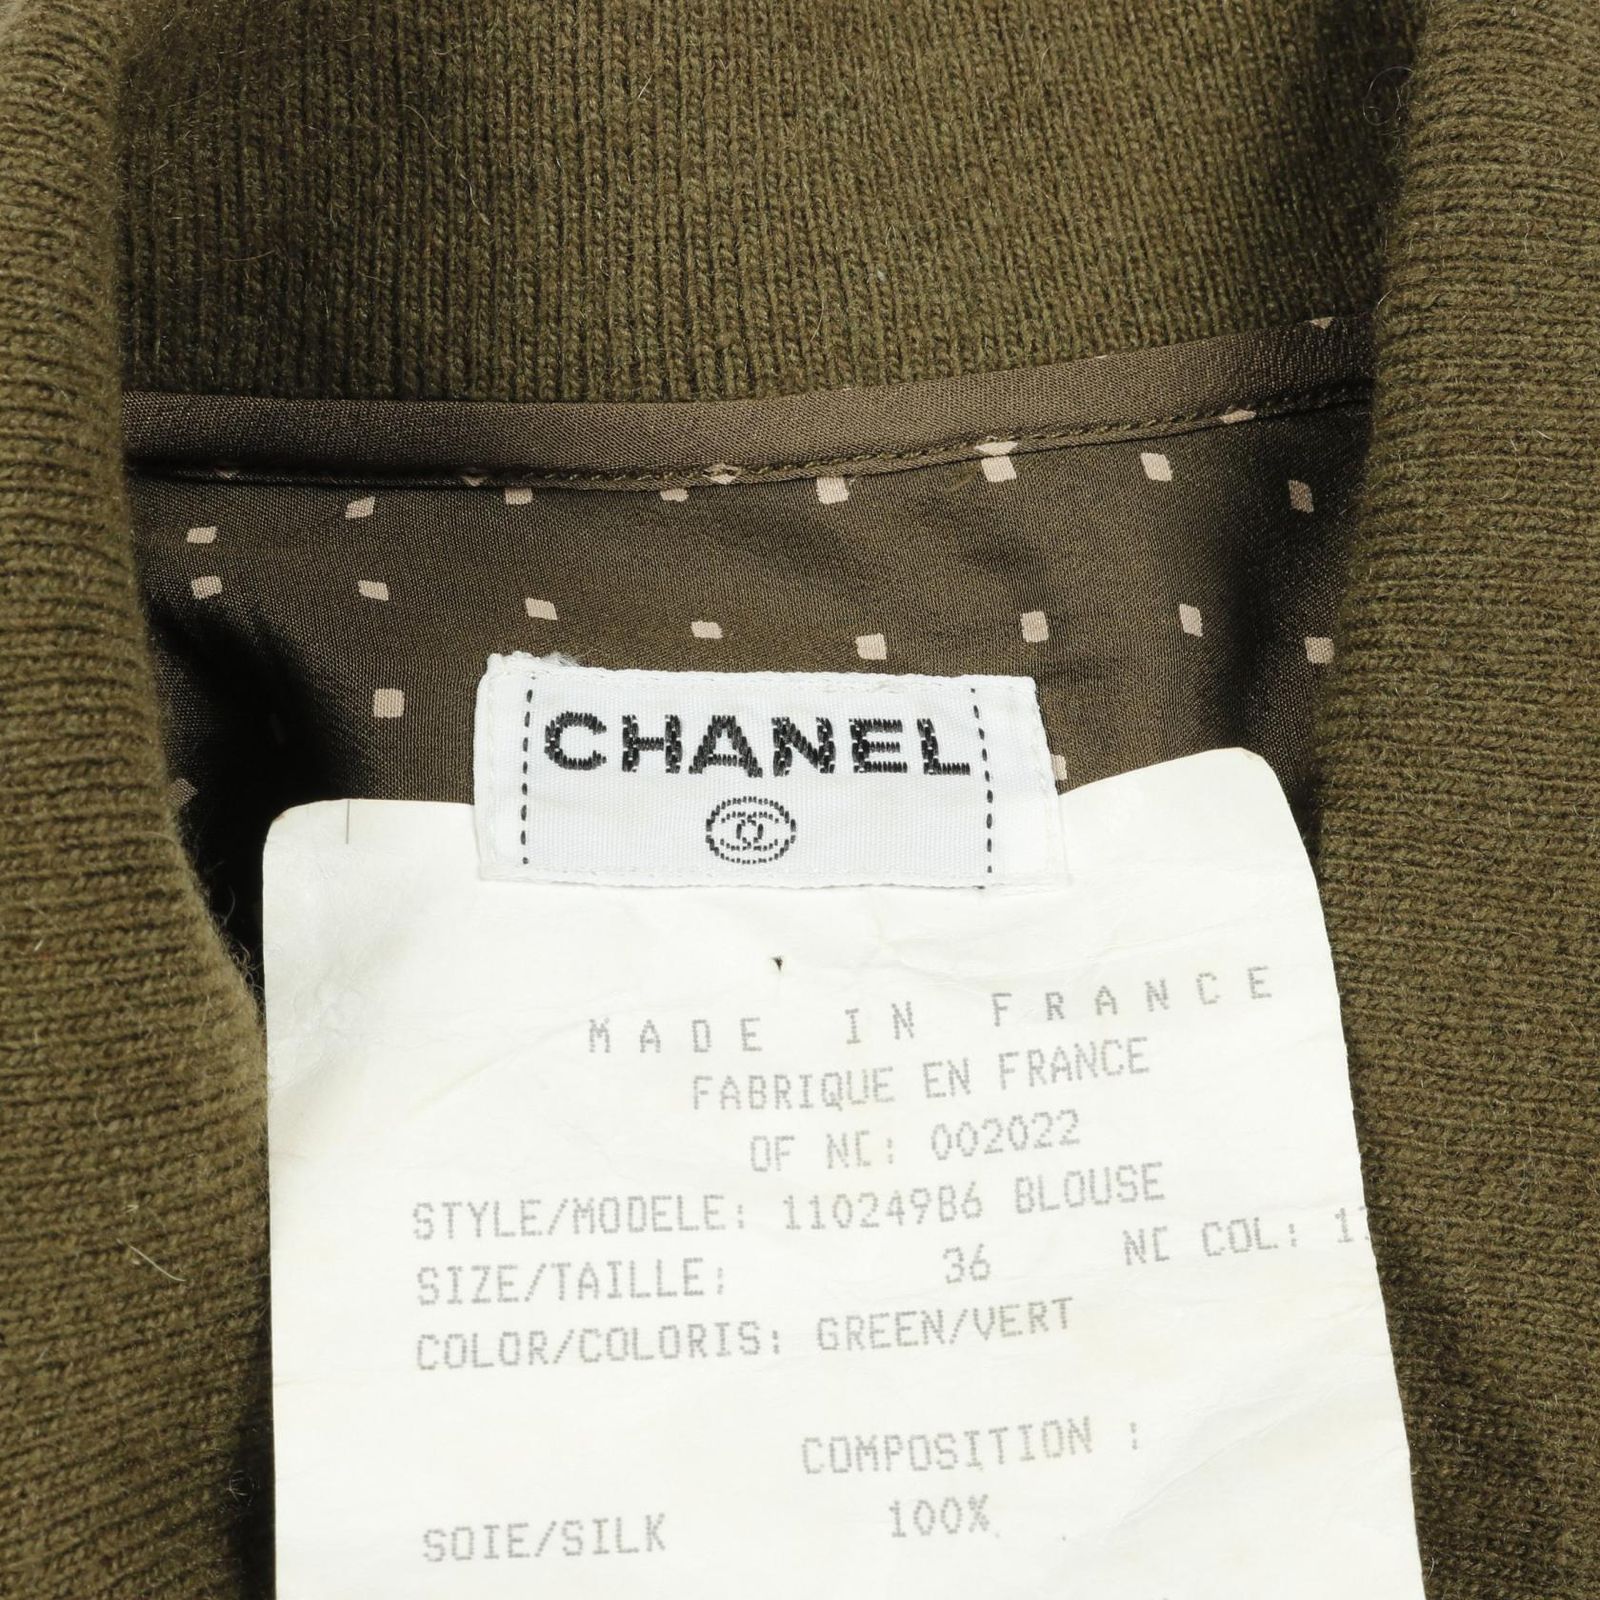 CHANEL
MADE IN FRANCE
FABRIQUE EN FRANCE
OF NC: 002022
STYLE/MODELE: 110249B6 BLOUSE
SIZE/TAILLE: 36 NC COL:
COLOR/COLORIS: GREEN/VERT
COMPOSITION :
SOIE/SILK 100%